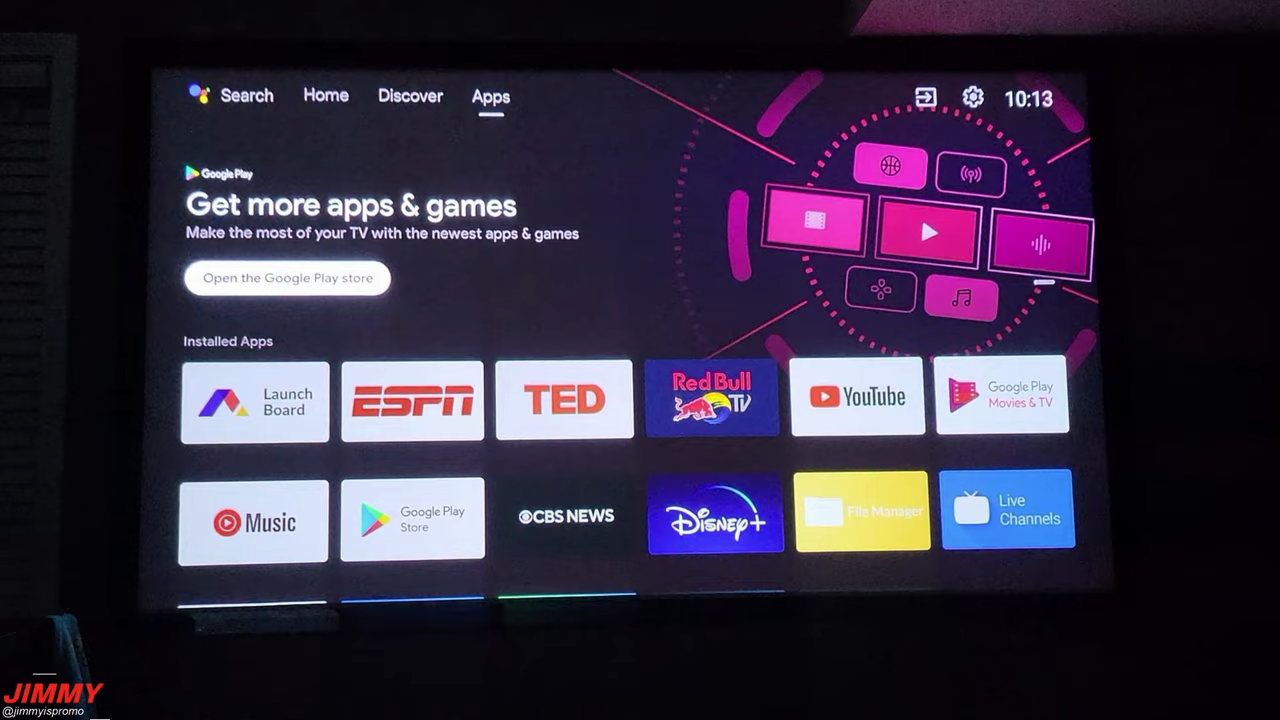 Search Home Discover Apps 10:13
Google Play
Get more apps & games
Make the most of your TV with the newest apps & games
Open the Google Play store
Installed Apps
Launch
Board
ESPN
TED
Red Bull
TV
YouTube
Google Play
Movies & TV
Music
Google Play
Store
CBS NEWS
Disney+
File Manager
Live
Channels
JIMMY
@jimmyispromo